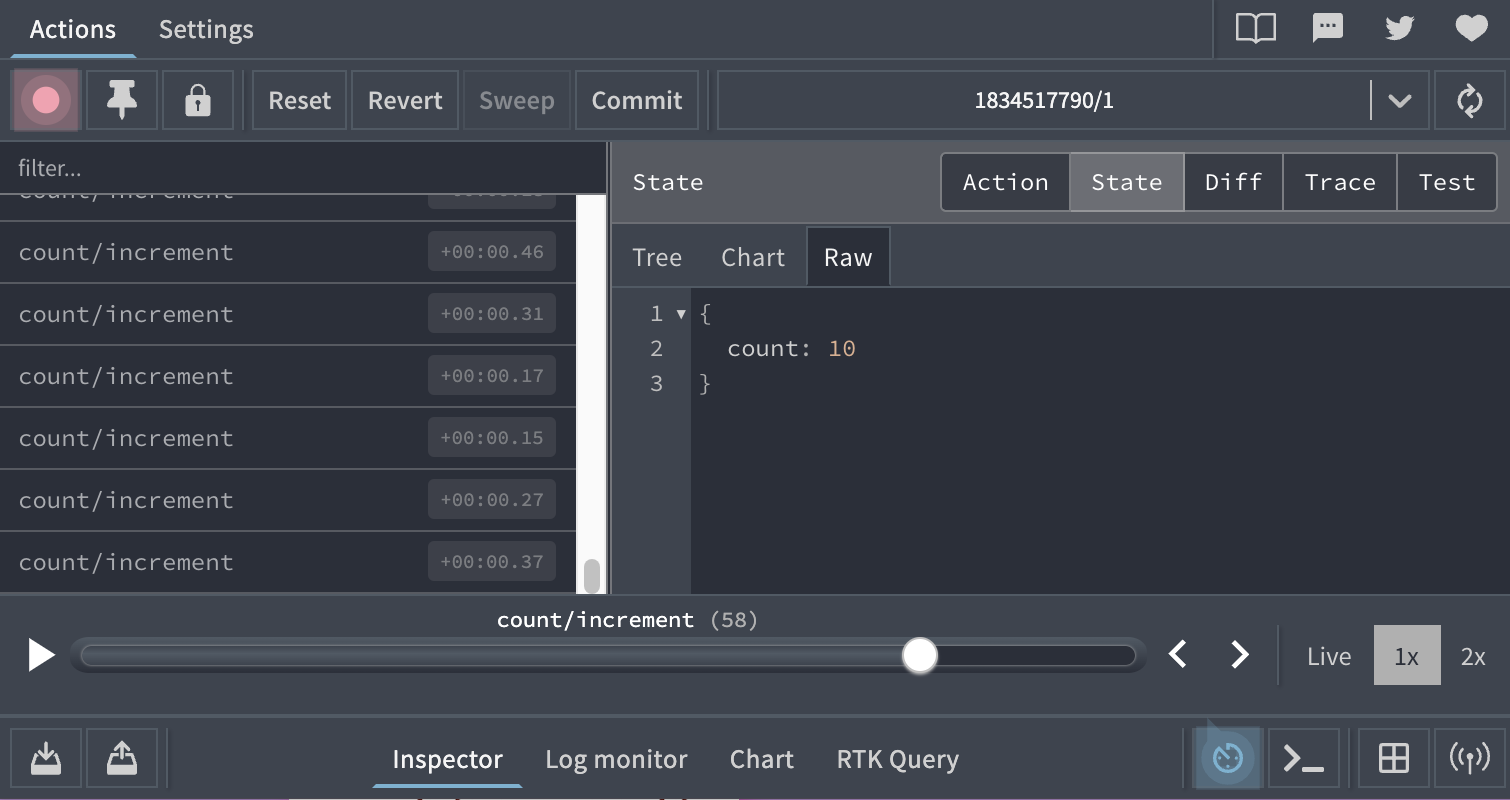 Actions Settings
Reset Revert Sweep Commit 1834517790/1
filter... State Action State Diff Trace Test
count/increment
count/increment +00:00.46 Tree Chart Raw
count/increment +00:00.31 1 ▼ {
2 count: 10
count/increment +00:00.17 3 }
count/increment +00:00.15
count/increment +00:00.27
count/increment +00:00.37
count/increment (58)
Live 1x 2x
Inspector Log monitor Chart RTK Query